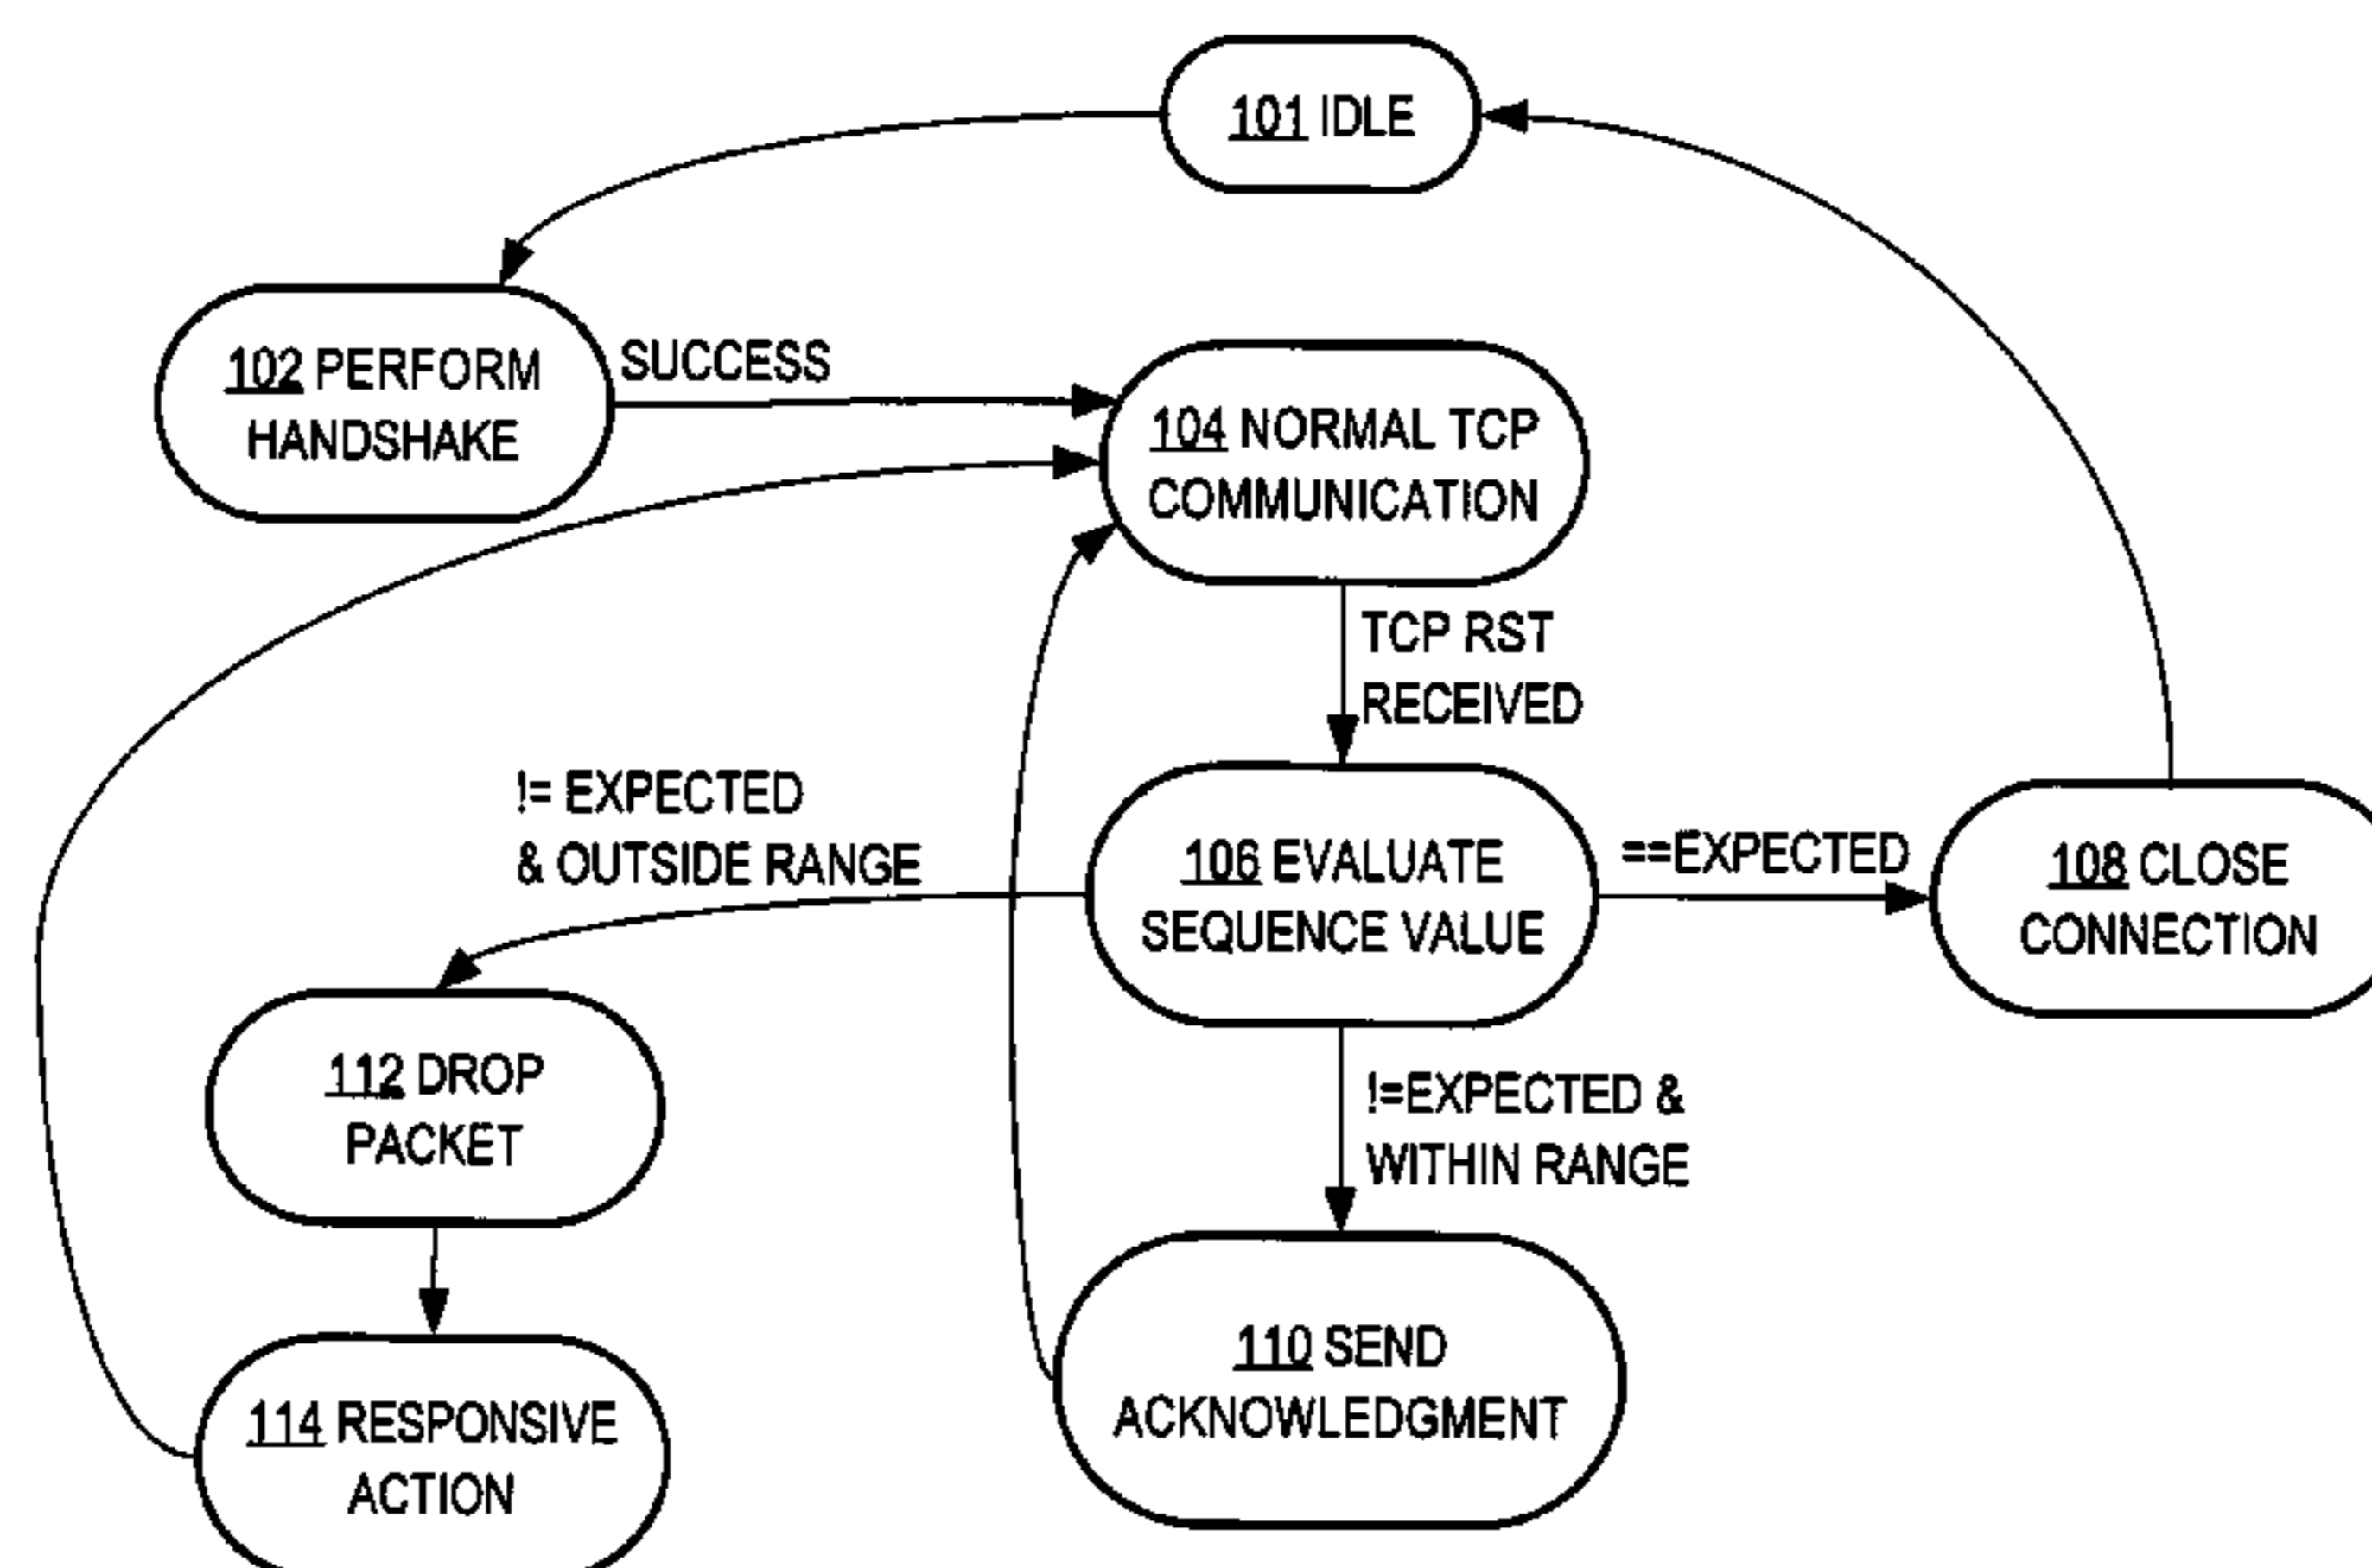 101 IDLE
102 PERFORM
HANDSHAKE
SUCCESS
104 NORMAL TCP
COMMUNICATION
TCP RST
RECEIVED
!= EXPECTED
& OUTSIDE RANGE
106 EVALUATE
SEQUENCE VALUE
==EXPECTED
108 CLOSE
CONNECTION
112 DROP
PACKET
!=EXPECTED &
WITHIN RANGE
110 SEND
ACKNOWLEDGMENT
114 RESPONSIVE
ACTION